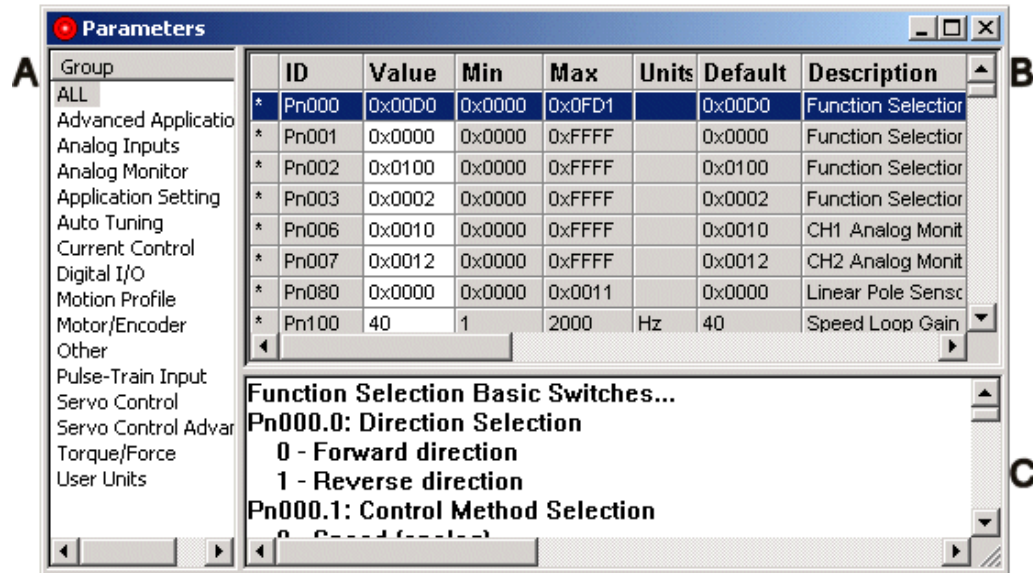 Parameters
A
B
C
Group
ALL
Advanced Applicatio
Analog Inputs
Analog Monitor
Application Setting
Auto Tuning
Current Control
Digital I/O
Motion Profile
Motor/Encoder
Other
Pulse-Train Input
Servo Control
Servo Control Advar
Torque/Force
User Units
ID Value Min Max Units Default Description
* Pn000 0x00D0 0x0000 0x0FD1 0x00D0 Function Selection
* Pn001 0x0000 0x0000 0xFFFF 0x0000 Function Selection
* Pn002 0x0100 0x0000 0xFFFF 0x0100 Function Selection
* Pn003 0x0002 0x0000 0xFFFF 0x0002 Function Selection
* Pn006 0x0010 0x0000 0xFFFF 0x0010 CH1 Analog Monit
* Pn007 0x0012 0x0000 0xFFFF 0x0012 CH2 Analog Monit
* Pn080 0x0000 0x0000 0x0011 0x0000 Linear Pole Senso
* Pn100 40 1 2000 Hz 40 Speed Loop Gain
Function Selection Basic Switches...
Pn000.0: Direction Selection
0 - Forward direction
1 - Reverse direction
Pn000.1: Control Method Selection